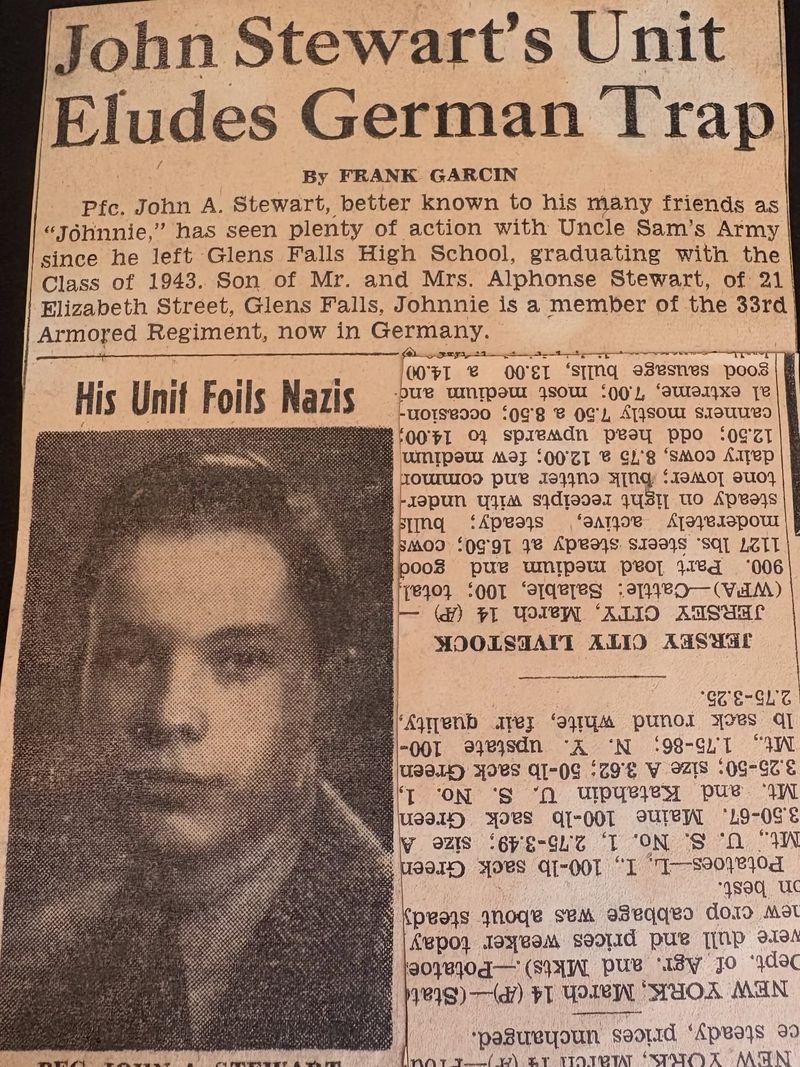 John Stewart's Unit
Eludes German Trap
By FRANK GARCIN
Pfc. John A. Stewart, better known to his many friends as
"Johnnie," has seen plenty of action with Uncle Sam's Army
since he left Glens Falls High School, graduating with the
Class of 1943. Son of Mr. and Mrs. Alphonse Stewart, of 21
Elizabeth Street, Glens Falls, Johnnie is a member of the 33rd
Armored Regiment, now in Germany.
His Unit Foils Nazis
PFC JOHN A STEWART
NEW YORK, March 14 (AP)—
ce steady, prices unchanged.
NEW YORK, March 14 (AP)—(Stat
Dept. of Agr. and Mkts).—Potatoe
were dull and prices weaker today
new crop cabbage was about steady
on best.
Potatoes—L. I., 100-lb sack Green
Mt., U. S. No. 1, 2.75-3.49; size A
3.50-67. Maine 100-lb sack Green
Mt. and Katahdin U. S. No. 1,
3.25-50; size A 3.62; 50-lb sack Green
Mt., 1.75-86; N. Y. upstate 100-
lb sack round white, fair quality,
2.75-3.25.
JERSEY CITY LIVESTOCK
JERSEY CITY, March 14 (AP) —
(WFA)—Cattle: Salable, 100; total,
900. Part load medium and good
1127 lbs. steers steady at 16.50; cows
moderately active, steady; bulls
steady on light receipts with under-
tone lower; bulk cutter and common
dairy cows, 8.75 a 12.00; few medium
12.50; odd head upwards to 14.00;
canners mostly 7.50 a 8.50; occasion-
al extreme, 7.00; most medium and
good sausage bulls, 13.00 a 14.00